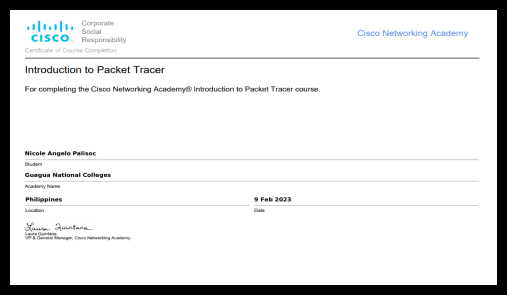 CISCO.
Corporate
Social
Responsibility
Cisco Networking Academy
Certificate of Course Completion
Introduction to Packet Tracer
For completing the Cisco Networking Academy® Introduction to Packet Tracer course.
Nicole Angelo Palisoc
Student
Guagua National Colleges
Academy Name
Philippines
9 Feb 2023
Location
Date
Laura Quintana
Laura Quintana
VP & General Manager, Cisco Networking Academy